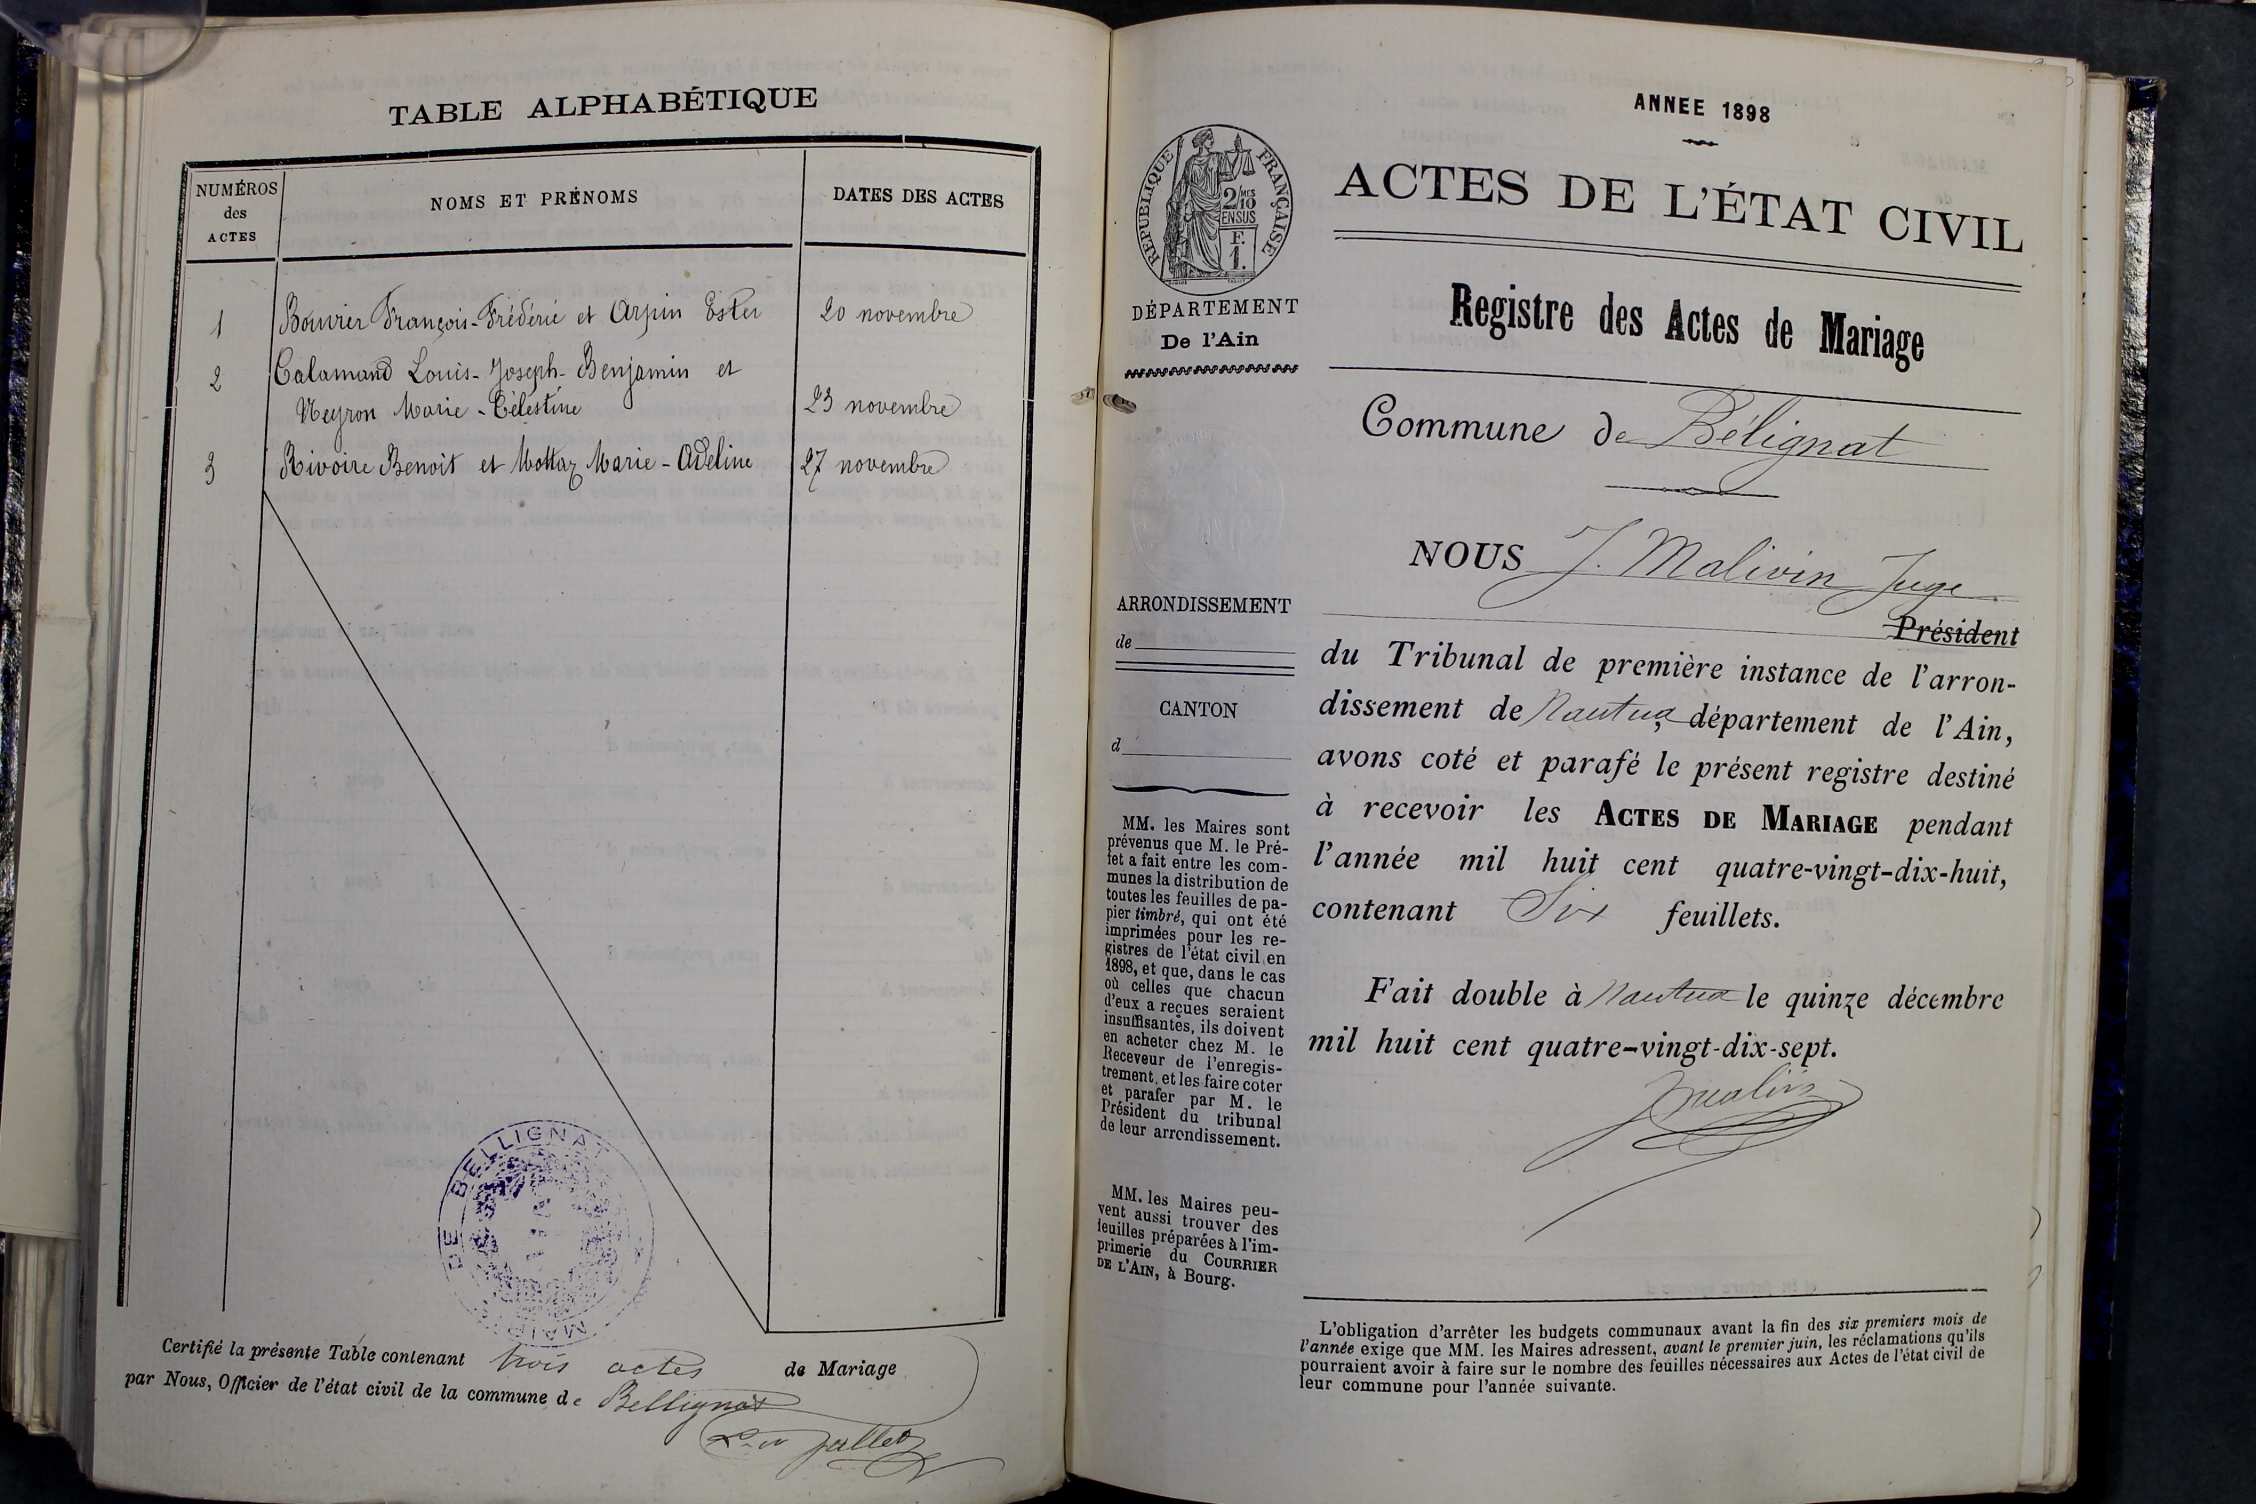 TABLE ALPHABÉTIQUE
NUMÉROS
des
ACTES
NOMS ET PRÉNOMS
DATES DES ACTES
1 Bouvier François-Frédéric et Arpin Ester 20 novembre
2 Calamand Louis-Joseph-Benjamin et
Neyron Marie-Célestine 23 novembre
3 Rivoire Benoit et Mottaz Marie-Adeline 27 novembre
MAIRIE DE BELLIGNAT
AIN
Certifié la présente Table contenant trois actes de Mariage
par Nous, Officier de l'état civil de la commune de Bellignat
ANNEE 1898
RÉPUBLIQUE FRANÇAISE
2/10 MES
EN SUS
F.
1.
DÉPARTEMENT
De l'Ain
ARRONDISSEMENT
de
CANTON
d
MM. les Maires sont
prévenus que M. le Pré-
fet a fait entre les com-
munes la distribution de
toutes les feuilles de pa-
pier timbré, qui ont été
imprimées pour les re-
gistres de l'état civil en
1898, et que, dans le cas
où celles que chacun
d'eux a reçues seraient
insuffisantes, ils doivent
en acheter chez M. le
Receveur de l'enregis-
trement, et les faire coter
et parafer par M. le
Président du tribunal
de leur arrondissement.
MM. les Maires peu-
vent aussi trouver des
feuilles préparées à l'im-
primerie du COURRIER
DE L'AIN, à Bourg.
ACTES DE L'ÉTAT CIVIL
Registre des Actes de Mariage
Commune de Bélignat
NOUS J. Malivin Juge
Président
du Tribunal de première instance de l'arron-
dissement de Nantua, département de l'Ain,
avons coté et parafé le présent registre destiné
à recevoir les ACTES DE MARIAGE pendant
l'année mil huit cent quatre-vingt-dix-huit,
contenant Six feuillets.
Fait double à Nantua le quinze décembre
mil huit cent quatre-vingt-dix-sept.
L'obligation d'arrêter les budgets communaux avant la fin des six premiers mois de
l'année exige que MM. les Maires adressent, avant le premier juin, les réclamations qu'ils
pourraient avoir à faire sur le nombre des feuilles nécessaires aux Actes de l'état civil de
leur commune pour l'année suivante.